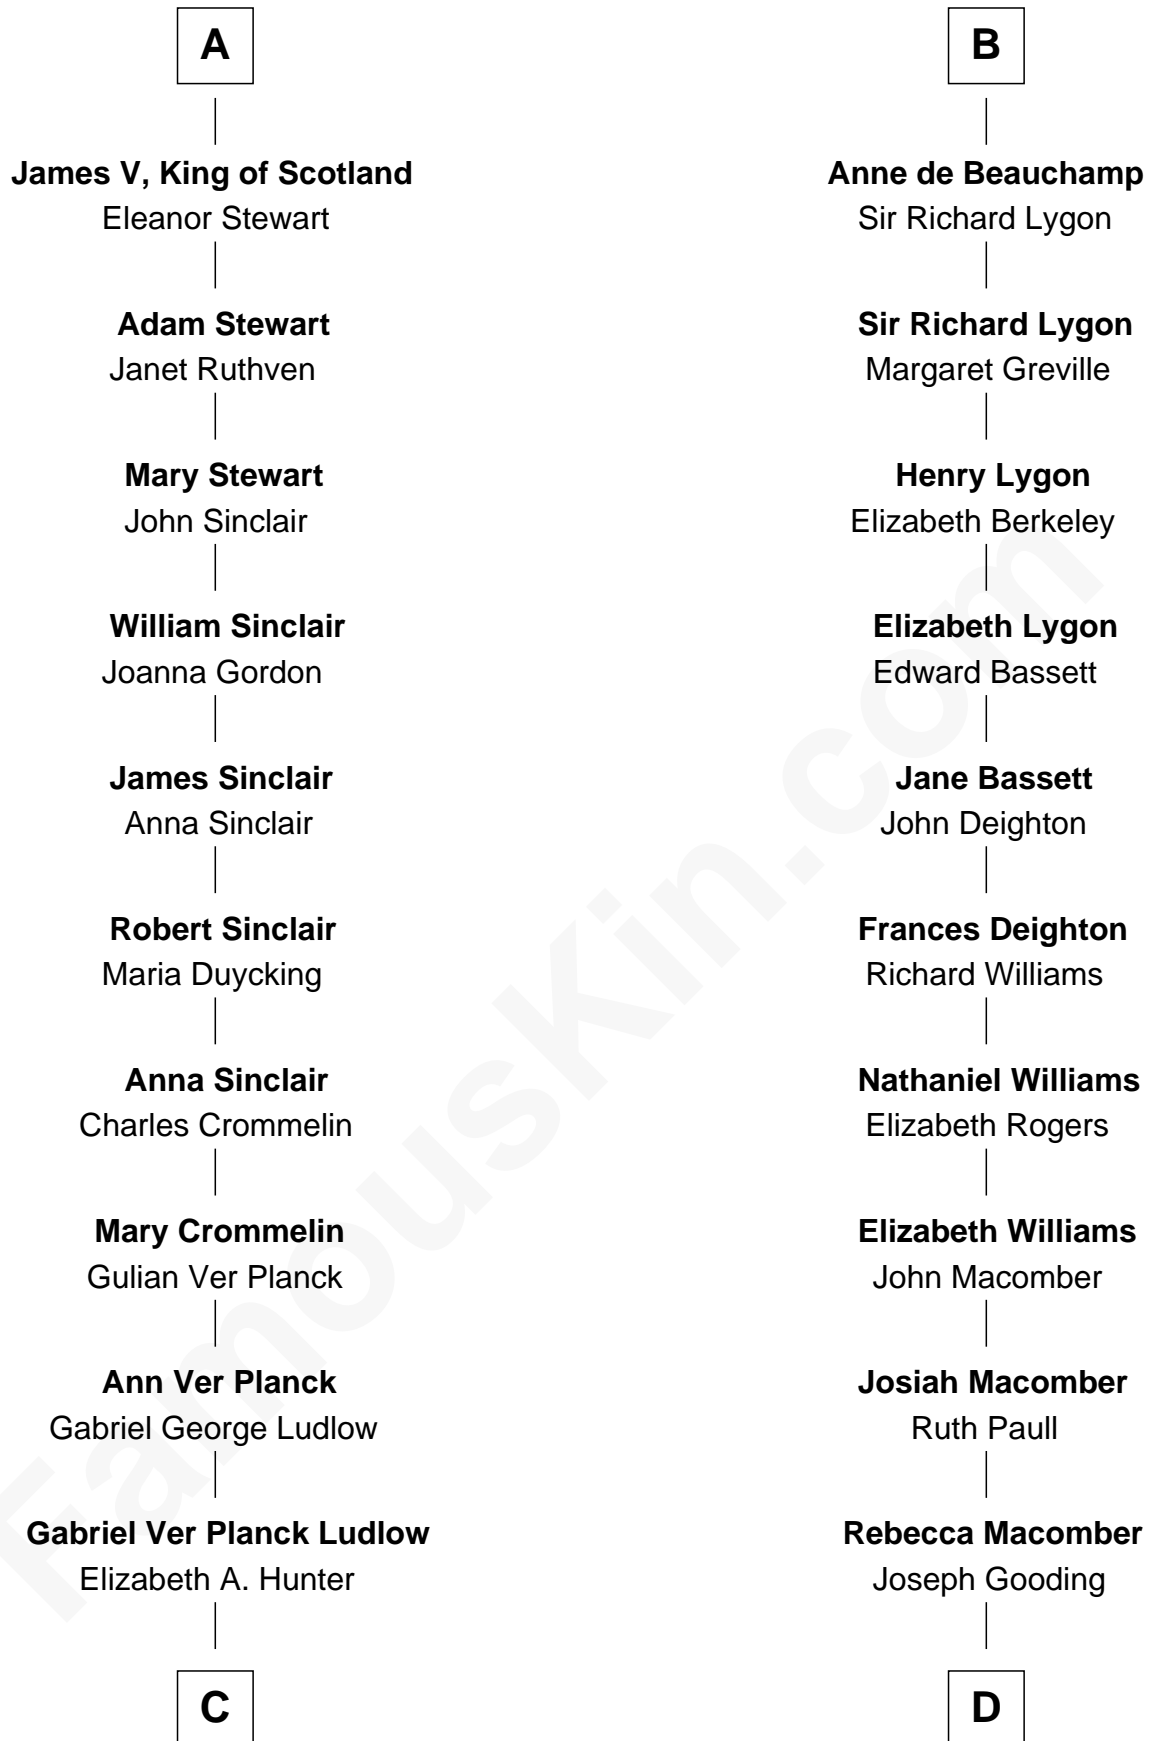 A
James V, King of Scotland
Eleanor Stewart
Adam Stewart
Janet Ruthven
Mary Stewart
John Sinclair
William Sinclair
Joanna Gordon
James Sinclair
Anna Sinclair
Robert Sinclair
Maria Duycking
Anna Sinclair
Charles Crommelin
Mary Crommelin
Gulian Ver Planck
Ann Ver Planck
Gabriel George Ludlow
Gabriel Ver Planck Ludlow
Elizabeth A. Hunter
C
B
Anne de Beauchamp
Sir Richard Lygon
Sir Richard Lygon
Margaret Greville
Henry Lygon
Elizabeth Berkeley
Elizabeth Lygon
Edward Bassett
Jane Bassett
John Deighton
Frances Deighton
Richard Williams
Nathaniel Williams
Elizabeth Rogers
Elizabeth Williams
John Macomber
Josiah Macomber
Ruth Paull
Rebecca Macomber
Joseph Gooding
D
FamousKin.com